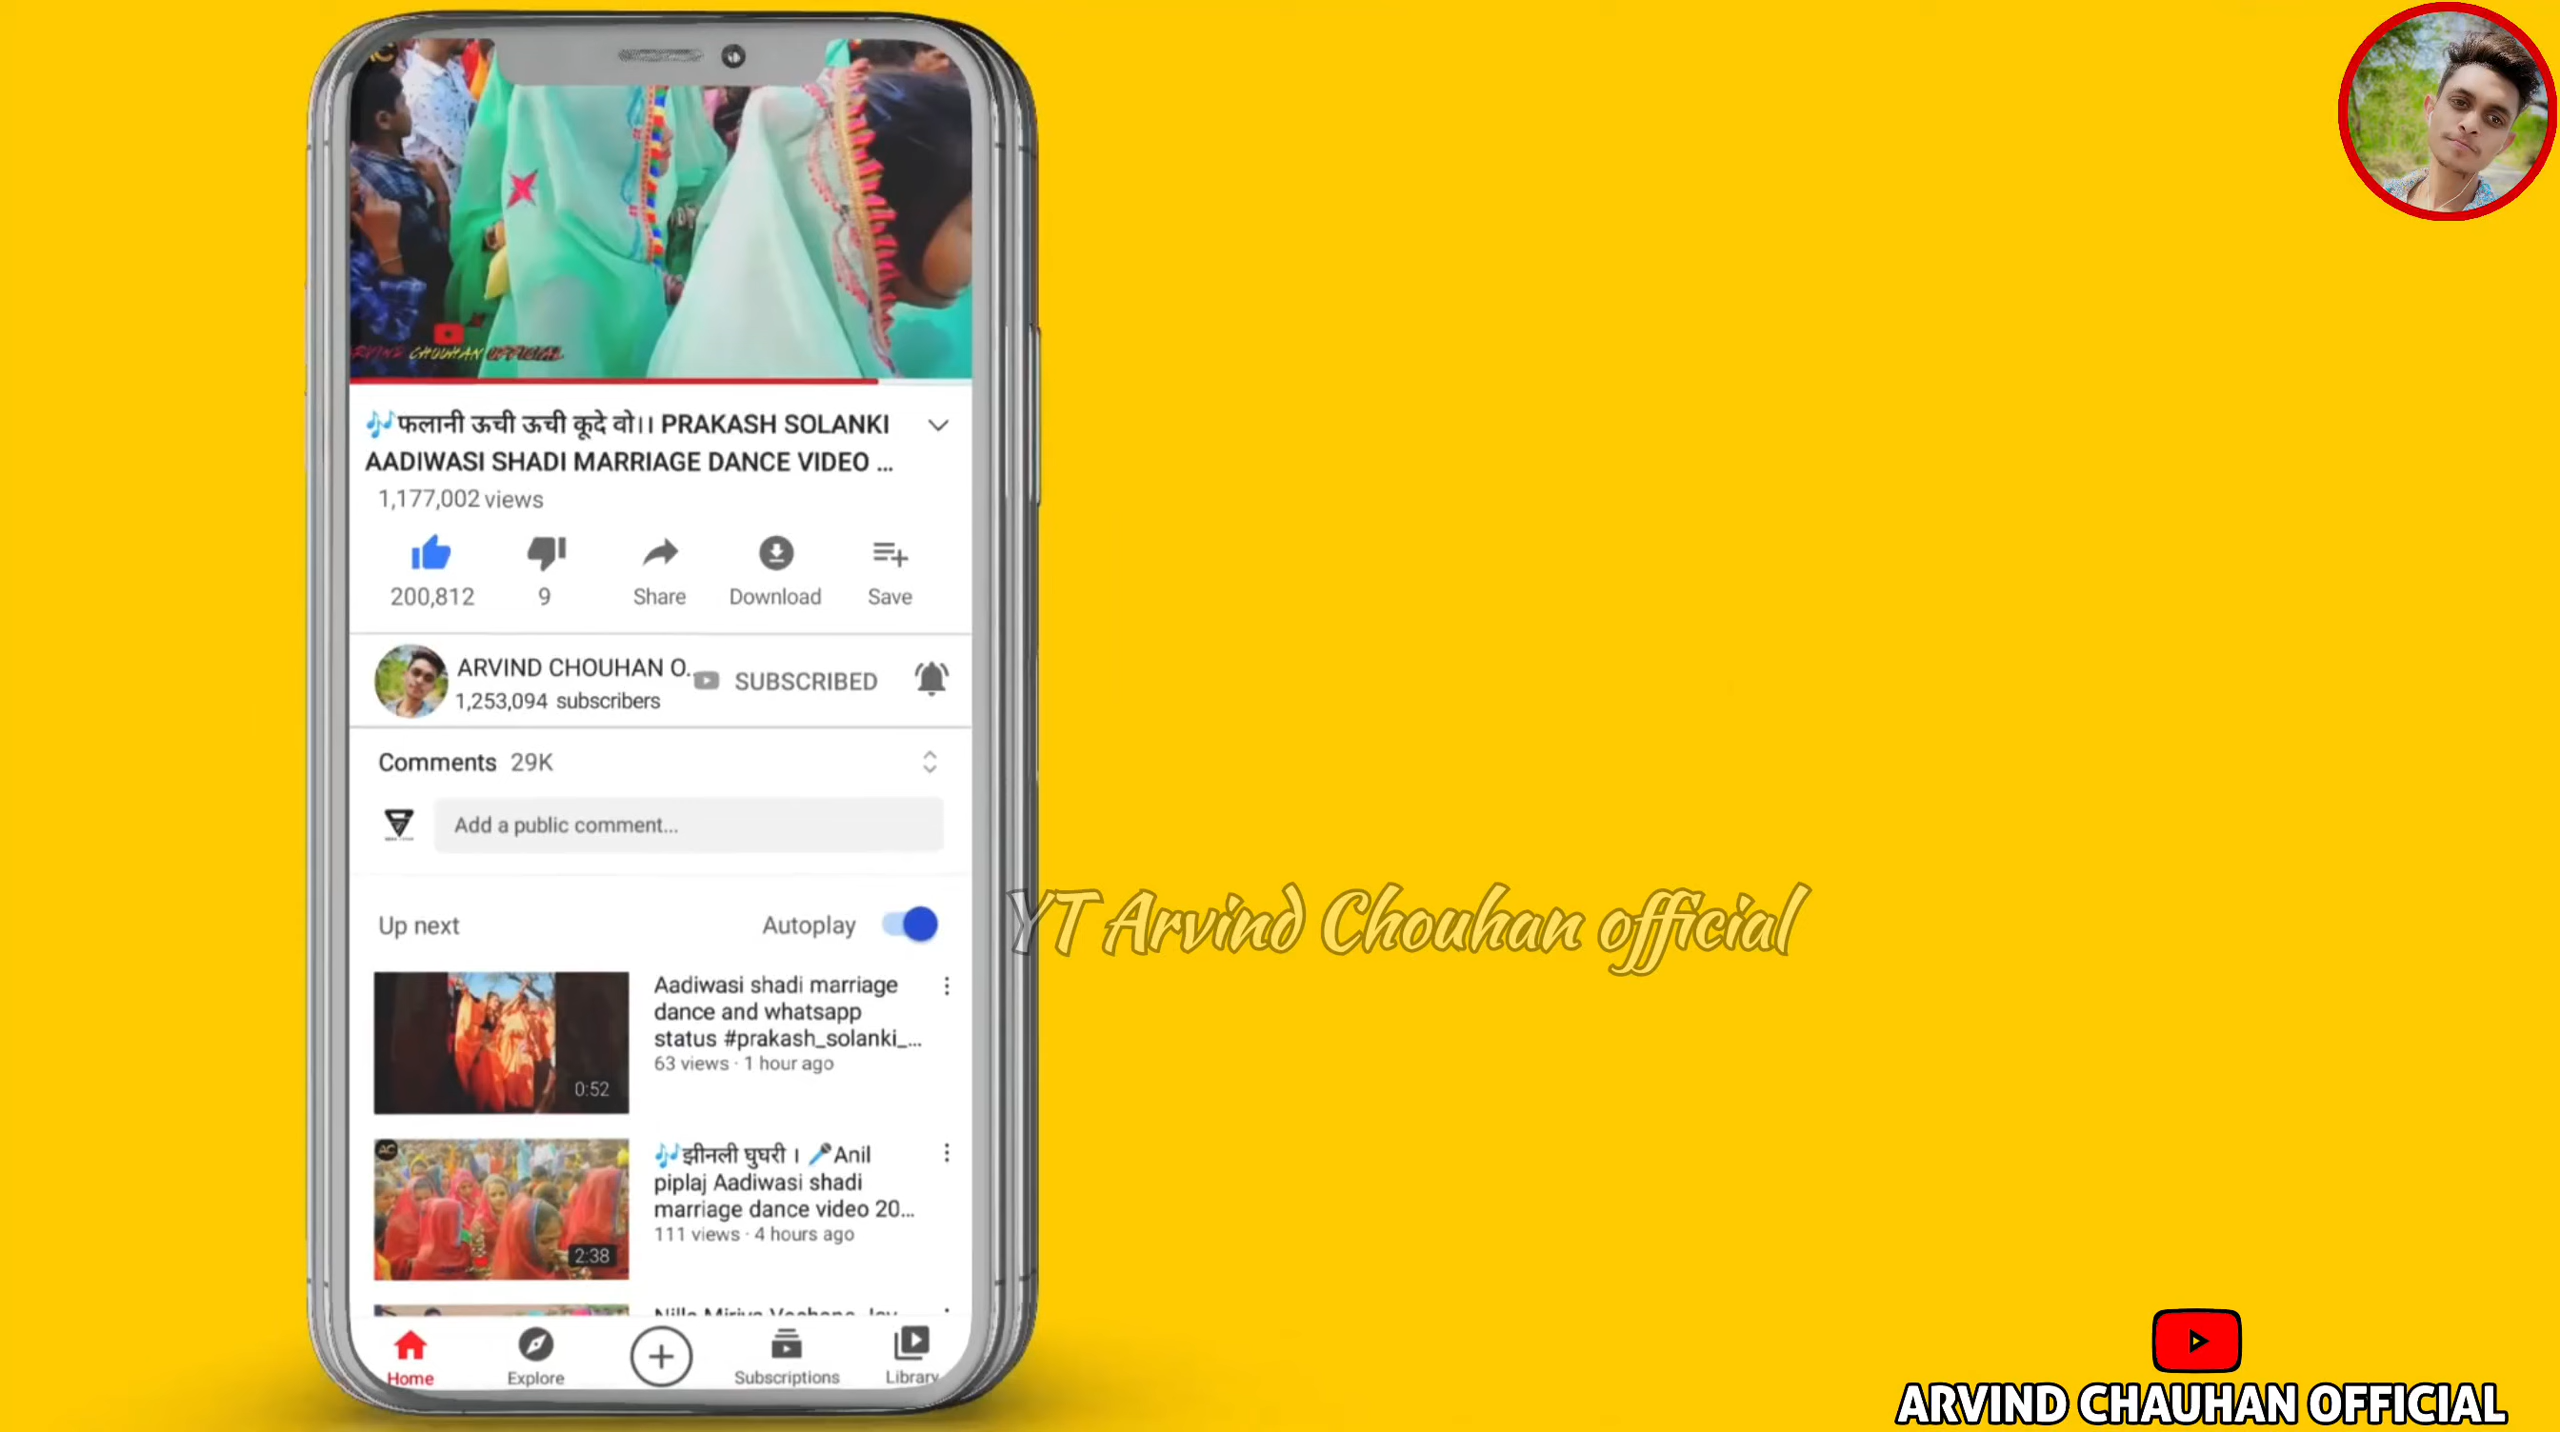 ARVIND CHOUHAN OFFICIAL
🎶फलानी ऊची ऊची कूदे वो।। PRAKASH SOLANKI
AADIWASI SHADI MARRIAGE DANCE VIDEO ...
1,177,002 views
200,812
9
Share
Download
Save
ARVIND CHOUHAN O..
1,253,094 subscribers
SUBSCRIBED
Comments 29K
Add a public comment...
Up next
Autoplay
YT Arvind Chouhan official
Aadiwasi shadi marriage
dance and whatsapp
status #prakash_solanki_...
63 views · 1 hour ago
0:52
AC
🎶झीनली घुघरी । 🎤Anil
piplaj Aadiwasi shadi
marriage dance video 20...
111 views · 4 hours ago
2:38
Home
Explore
Subscriptions
Library
ARVIND CHAUHAN OFFICIAL